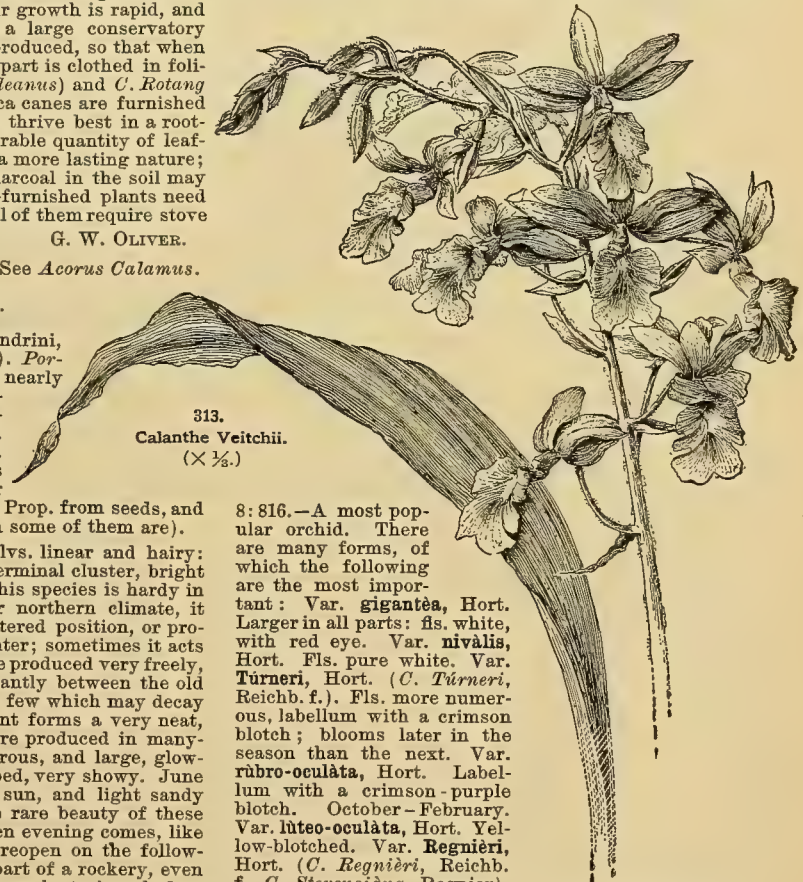 r growth is rapid, and
a large conservatory
roduced, so that when
part is clothed in foli-
leanus) and C. Rotang
ca canes are furnished
thrive best in a root-
rable quantity of leaf-
a more lasting nature;
arcoal in the soil may
-furnished plants need
l of them require stove
G. W. OLIVER.
See Acorus Calamus.
ndrini,
). Por-
nearly
Prop. from seeds, and
some of them are).
lvs. linear and hairy:
erminal cluster, bright
his species is hardy in
r northern climate, it
tered position, or pro-
ter; sometimes it acts
e produced very freely,
antly between the old
few which may decay
nt forms a very neat,
re produced in many-
rous, and large, glow-
ped, very showy. June
sun, and light sandy
rare beauty of these
en evening comes, like
reopen on the follow-
part of a rockery, even
313.
Calanthe Veitchii.
(× ⅓.)
8: 816.—A most pop-
ular orchid. There
are many forms, of
which the following
are the most impor-
tant: Var. gigantèa, Hort.
Larger in all parts: fls. white,
with red eye. Var. nivàlis,
Hort. Fls. pure white. Var.
Túrneri, Hort. (C. Túrneri,
Reichb. f.). Fls. more numer-
ous, labellum with a crimson
blotch; blooms later in the
season than the next. Var.
rùbro-oculàta, Hort. Label-
lum with a crimson-purple
blotch. October–February.
Var. lùteo-oculàta, Hort. Yel-
low-blotched. Var. Regnièri,
Hort. (C. Regnièri, Reichb.